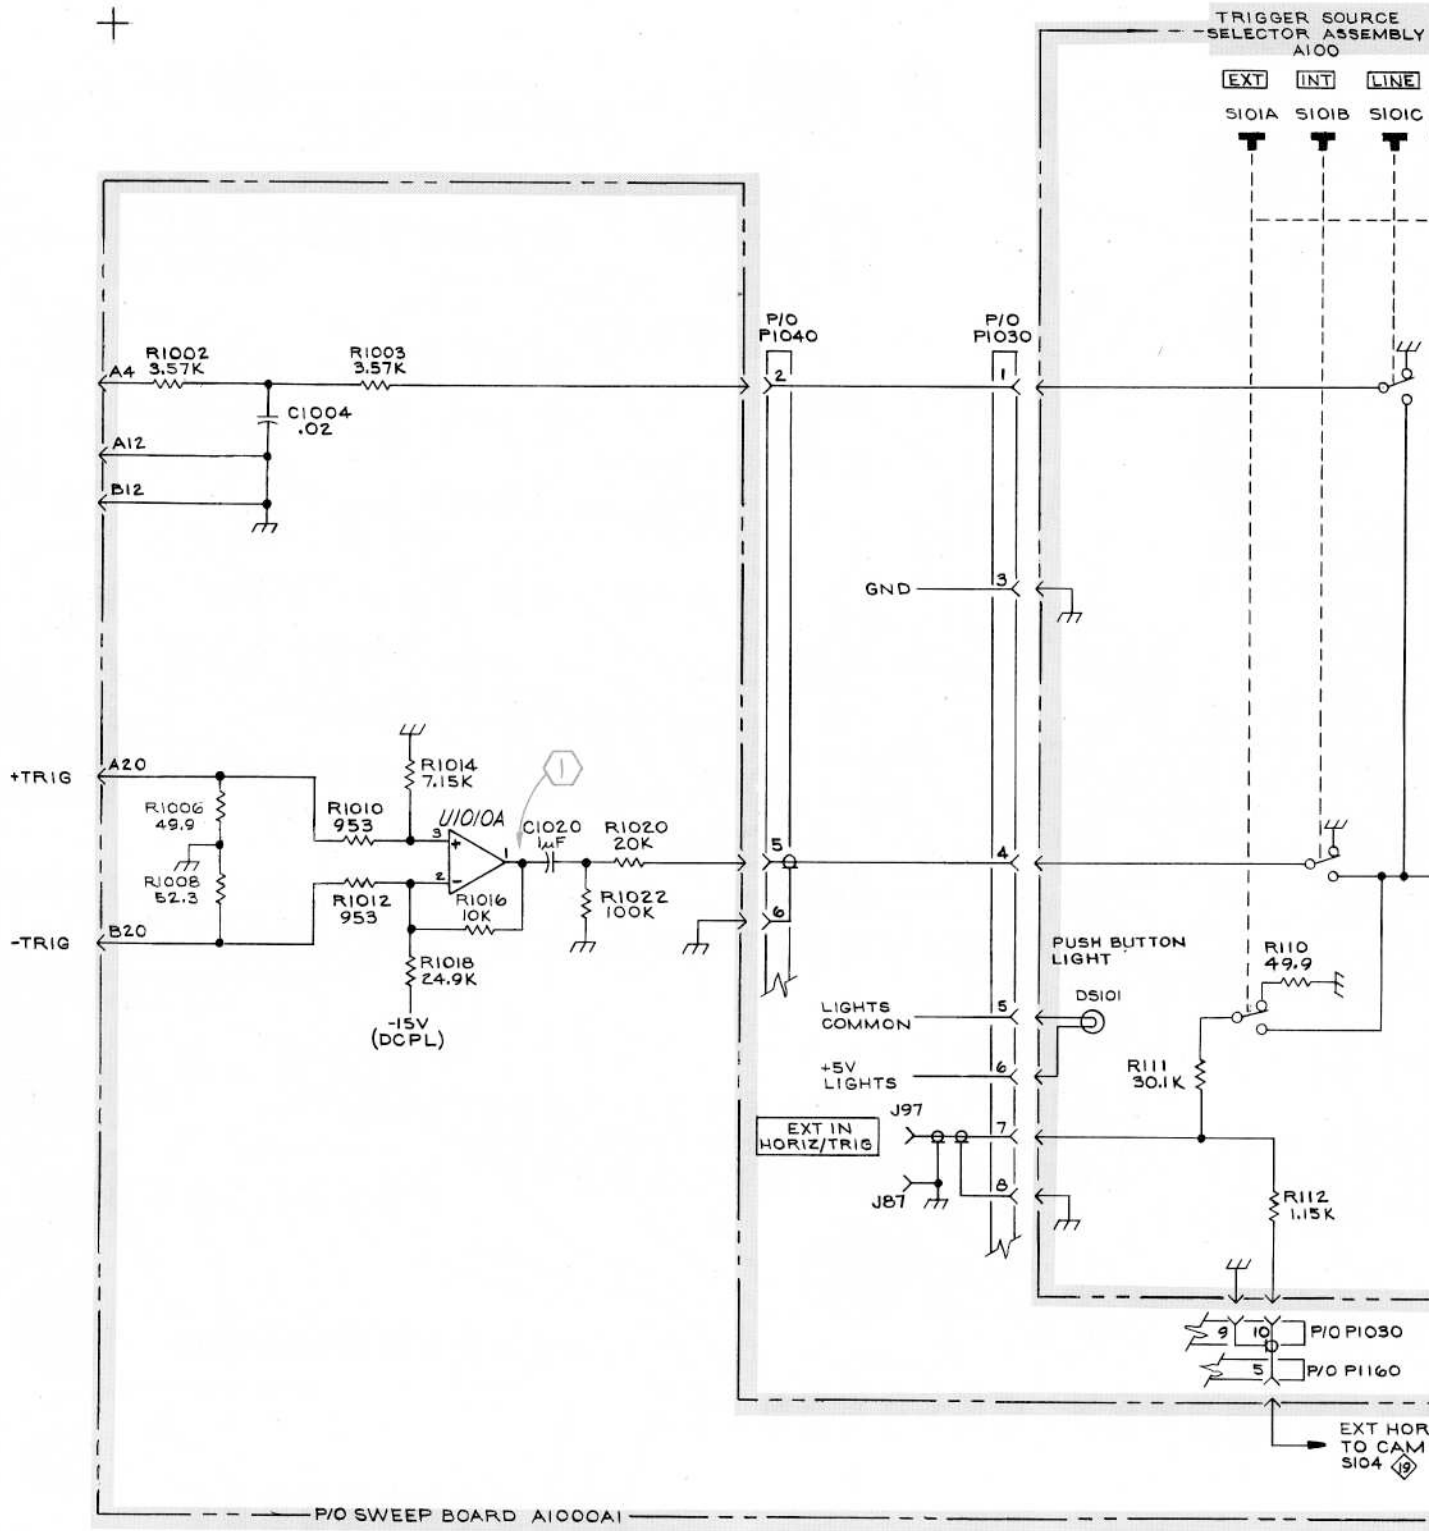 TRIGGER SOURCE
SELECTOR ASSEMBLY
A100
EXT INT LINE
S101A S101B S101C
P/O
P1040
P/O
P1030
A4
R1002
3.57K
R1003
3.57K
2
1
C1004
.02
A12
B12
GND
3
+TRIG
A20
R1014
7.15K
1
R1006
49.9
R1010
953
U1010A
3
+
1
2
-
C1020
1µF
R1020
20K
5
4
R1008
52.3
R1012
953
R1016
10K
R1022
100K
6
-TRIG
B20
R1018
24.9K
-15V
(DCPL)
PUSH BUTTON
LIGHT
R110
49.9
LIGHTS
COMMON
5
DS101
+5V
LIGHTS
6
R111
30.1K
J97
EXT IN
HORIZ/TRIG
7
J87
8
R112
1.15K
9 10 P/O P1030
5 P/O P1160
EXT HOR
TO CAM
S104 19
P/O SWEEP BOARD A1000A1